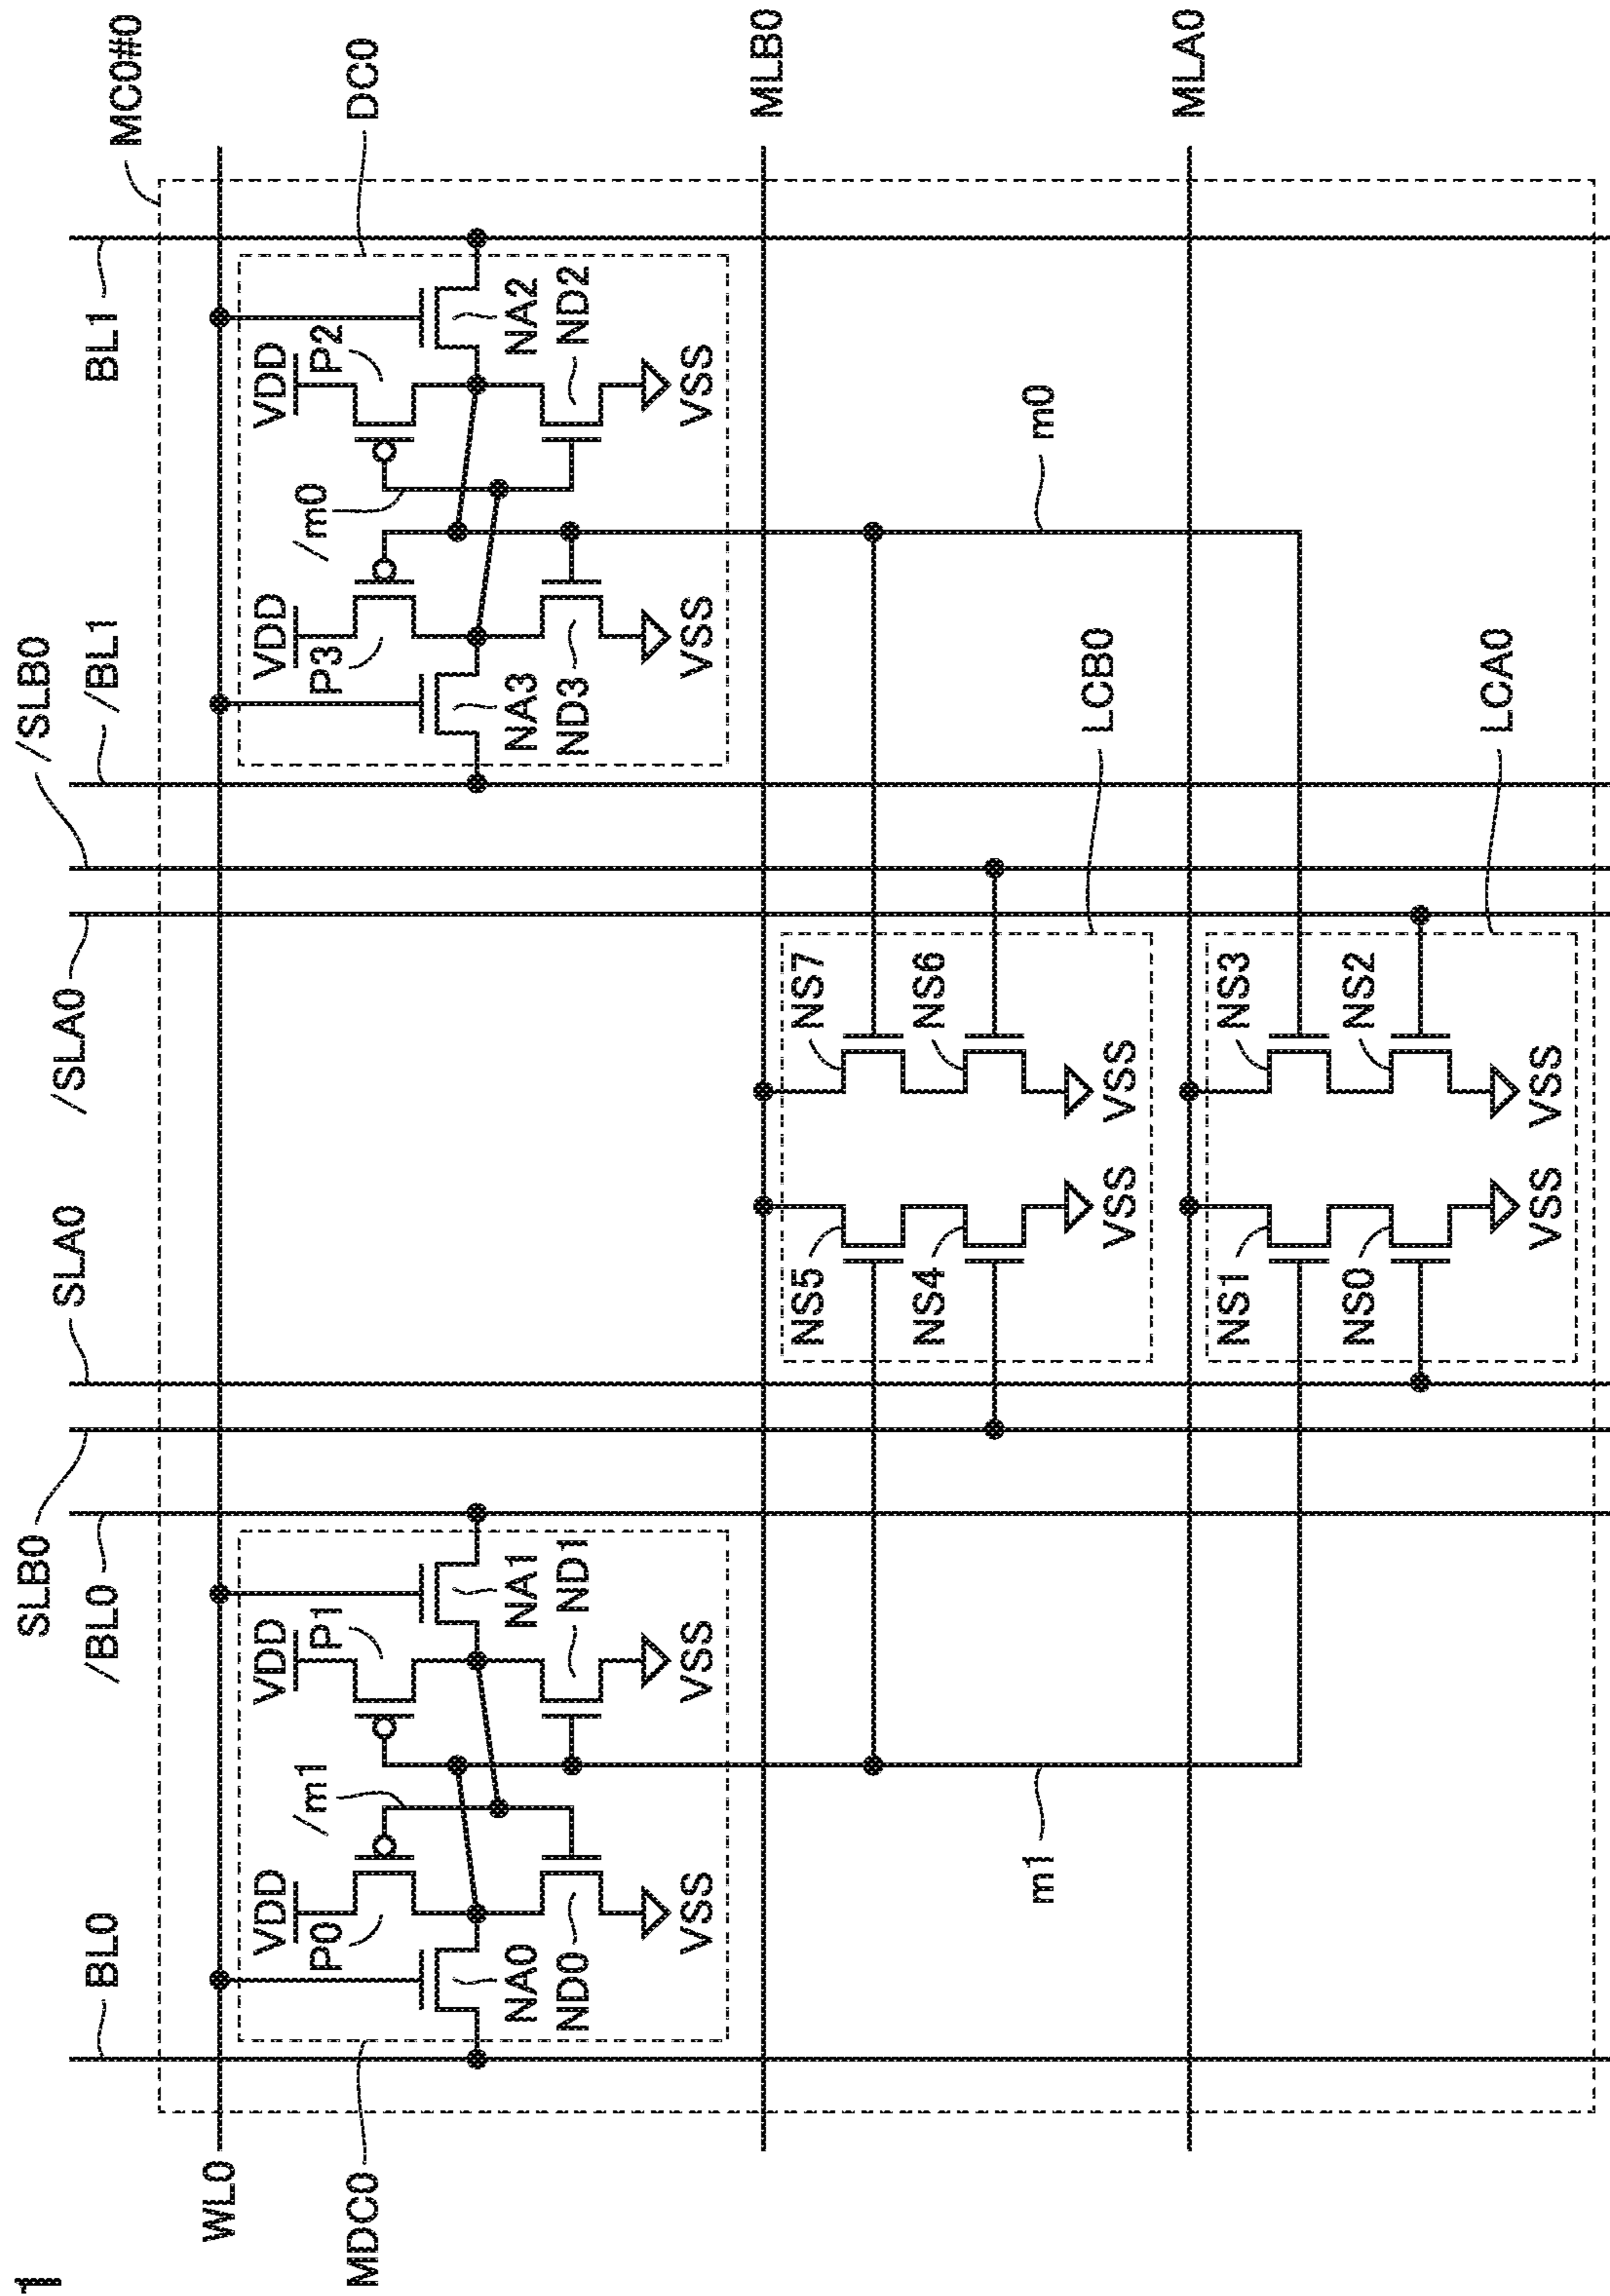 1
SLB0
/SLB0
SLA0
/SLA0
BL0
/BL0
/BL1
BL1
MC0#0
WL0
VDD
VDD
VDD
VDD
P0
/m1
P1
P3
/m0
P2
MDC0
DC0
NA0
NA1
NA3
NA2
ND0
ND1
ND3
ND2
VSS
VSS
VSS
VSS
MLB0
NS5
NS7
NS4
NS6
m1
m0
LCB0
VSS
VSS
MLA0
NS1
NS3
NS0
NS2
LCA0
VSS
VSS